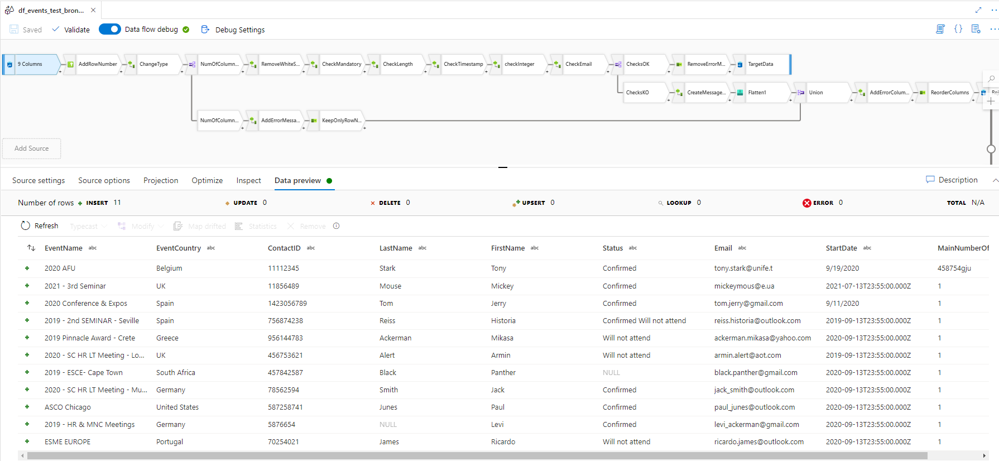 df_events_test_bron...
Saved Validate Data flow debug Debug Settings
9 Columns AddRowNumber ChangeType NumOfColumn... RemoveWhiteS... CheckMandatory CheckLength CheckTimestamp checkInteger CheckEmail ChecksOK RemoveErrorM... TargetData
ChecksKO CreateMessage... Flatten1 Union AddErrorColum... ReorderColumns
NumOfColumn... AddErrorMessa... KeepOnlyRowN...
Add Source
Source settings Source options Projection Optimize Inspect Data preview Description
Number of rows INSERT 11 UPDATE 0 DELETE 0 UPSERT 0 LOOKUP 0 ERROR 0 TOTAL N/A
Refresh Typecast Modify Map drifted Statistics Remove
EventName abc EventCountry abc ContactID abc LastName abc FirstName abc Status abc Email abc StartDate abc MainNumberOf
2020 AFU Belgium 11112345 Stark Tony Confirmed tony.stark@unife.t 9/19/2020 458754gju
2021 - 3rd Seminar UK 11856489 Mouse Mickey Confirmed mickeymous@e.ua 2021-07-13T23:55:00.000Z 1
2020 Conference & Expos Spain 1423056789 Tom Jerry Confirmed tom.jerry@gmail.com 9/11/2020 1
2019 - 2nd SEMINAR - Seville Spain 756874238 Reiss Historia Confirmed Will not attend reiss.historia@outlook.com 2019-09-13T23:55:00.000Z 1
2019 Pinnacle Award - Crete Greece 956144783 Ackerman Mikasa Will not attend ackerman.mikasa@yahoo.com 2020-09-13T23:55:00.000Z 1
2020 - SC HR LT Meeting - Lo... UK 456753621 Alert Armin Will not attend armin.alert@aot.com 2019-09-13T23:55:00.000Z 1
2019 - ESCE- Cape Town South Africa 457842587 Black Panther NULL black.panther@gmail.com 2020-09-13T23:55:00.000Z 1
2020 - SC HR LT Meeting - Mu... Germany 78562594 Smith Jack Confirmed jack_smith@outlook.com 2020-09-13T23:55:00.000Z 1
ASCO Chicago United States 587258741 Junes Paul Confirmed paul_junes@outlook.com 2020-09-13T23:55:00.000Z 1
2019 - HR & MNC Meetings Germany 5876654 NULL Levi Confirmed levi_ackerman@gmail.com 2020-09-13T23:55:00.000Z 1
ESME EUROPE Portugal 70254021 James Ricardo Will not attend ricardo.james@outlook.com 2020-09-13T23:55:00.000Z 1